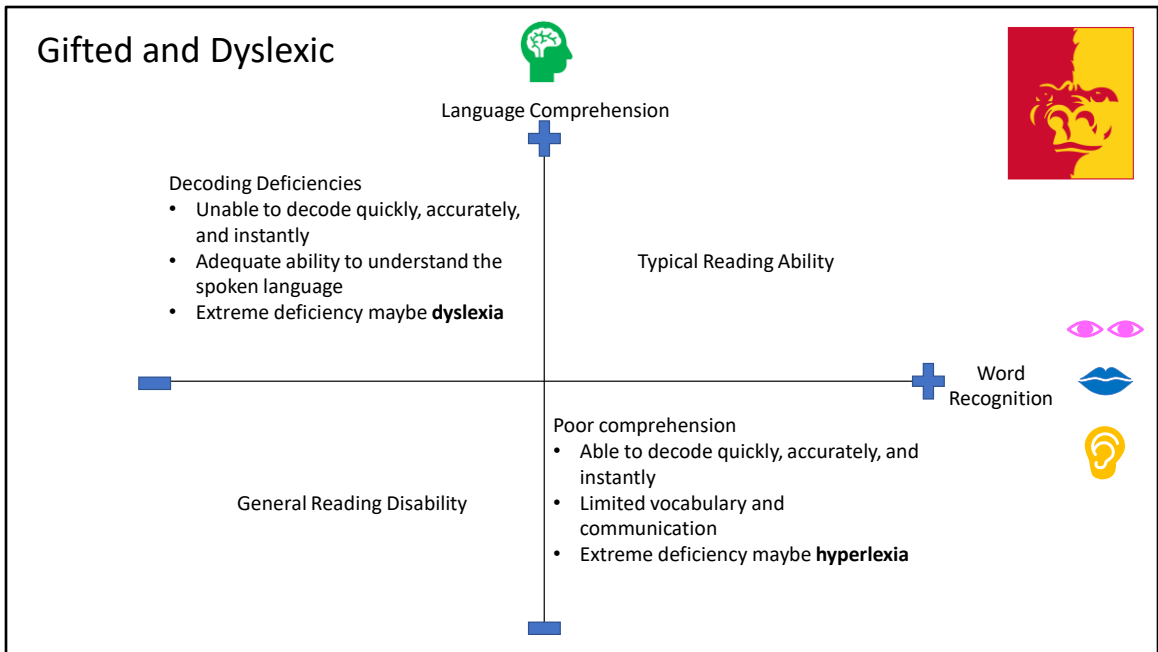 Gifted and Dyslexic
Language Comprehension
Decoding Deficiencies
• Unable to decode quickly, accurately,
and instantly
• Adequate ability to understand the
spoken language
• Extreme deficiency maybe dyslexia
Typical Reading Ability
Word
Recognition
General Reading Disability
Poor comprehension
• Able to decode quickly, accurately, and
instantly
• Limited vocabulary and
communication
• Extreme deficiency maybe hyperlexia